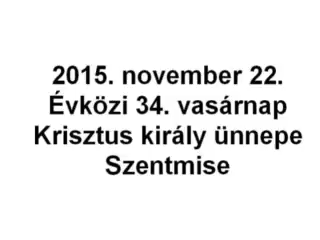 2015. november 22.
Évközi 34. vasárnap
Krisztus király ünnepe
Szentmise